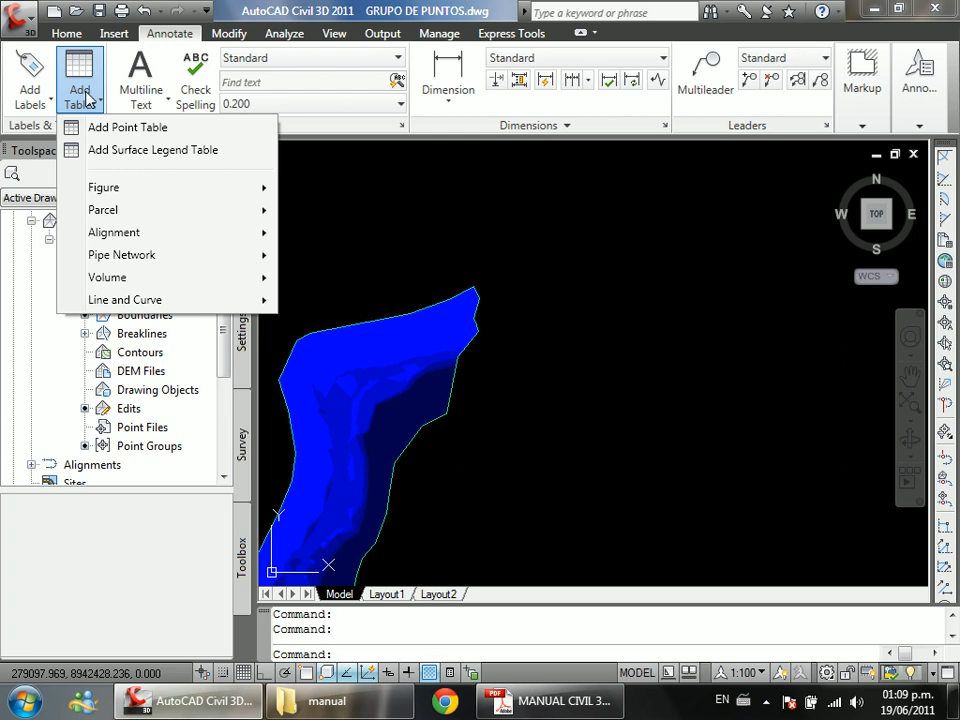 AutoCAD Civil 3D 2011 GRUPO DE PUNTOS.dwg
Type a keyword or phrase
3D
Home Insert Annotate Modify Analyze View Output Manage Express Tools
Add Labels
Add Tables
Multiline Text
ABC
Check Spelling
Standard
Find text
0.200
Dimension
Standard
Multileader
Standard
Markup
Anno...
Labels &
Dimensions
Leaders
Add Point Table
Add Surface Legend Table
Figure
Parcel
Alignment
Pipe Network
Volume
Line and Curve
Toolspac
Active Draw
Boundaries
Breaklines
Contours
DEM Files
Drawing Objects
Edits
Point Files
Point Groups
Alignments
Sites
Settings
Survey
Toolbox
N
W TOP E
S
WCS
Y
X
Model Layout1 Layout2
Command:
Command:
Command:
279097.969, 8942428.236, 0.000
MODEL
1:100
AutoCAD Civil 3D...
manual
MANUAL CIVIL 3...
EN
01:09 p.m.
19/06/2011